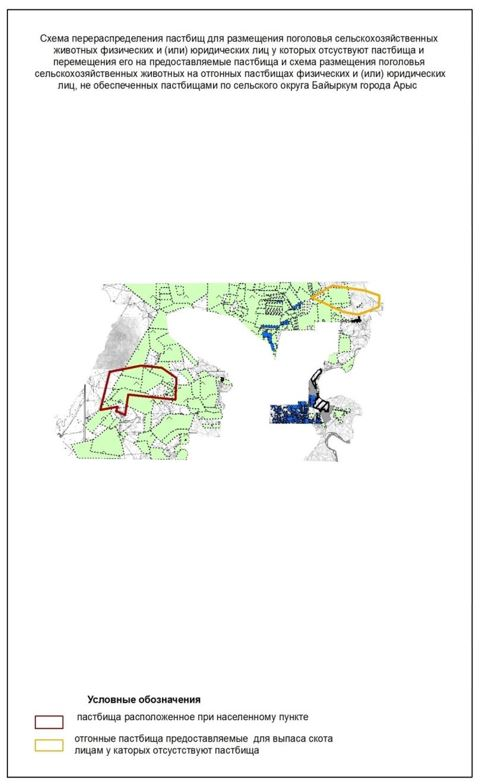 Схема перераспределения пастбищ для размещения поголовья сельскохозяйственных
животных физических и (или) юридических лиц у которых отсуствуют пастбища и
перемещения его на предоставляемые пастбища и схема размещения поголовья
сельскохозяйственных животных на отгонных пастбищах физических и (или) юридических
лиц, не обеспеченных пастбищами по сельского округа Байыркум города Арыс
Условные обозначения
пастбища расположенное при населенному пункте
отгонные пастбища предоставляемые для выпаса скота
лицам у каторых отсутстствуют пастбища